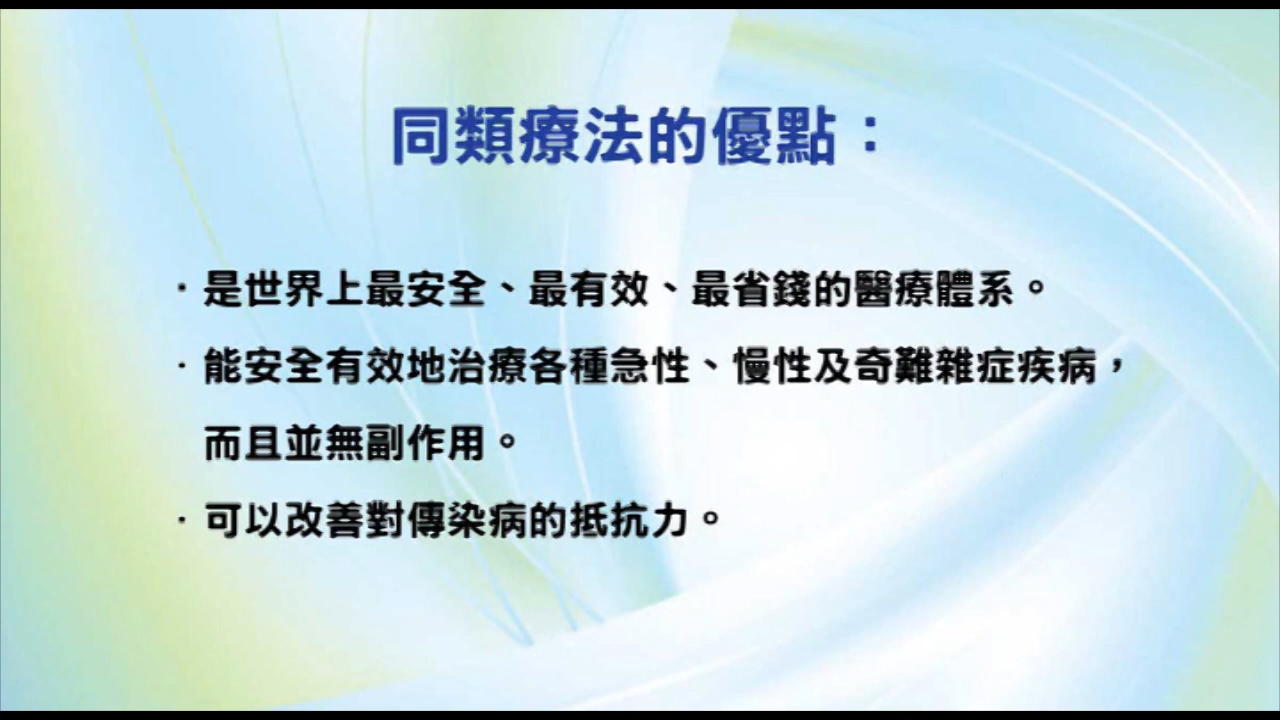 同類療法的優點：
·是世界上最安全、最有效、最省錢的醫療體系。
·能安全有效地治療各種急性、慢性及奇難雜症疾病，
而且並無副作用。
·可以改善對傳染病的抵抗力。